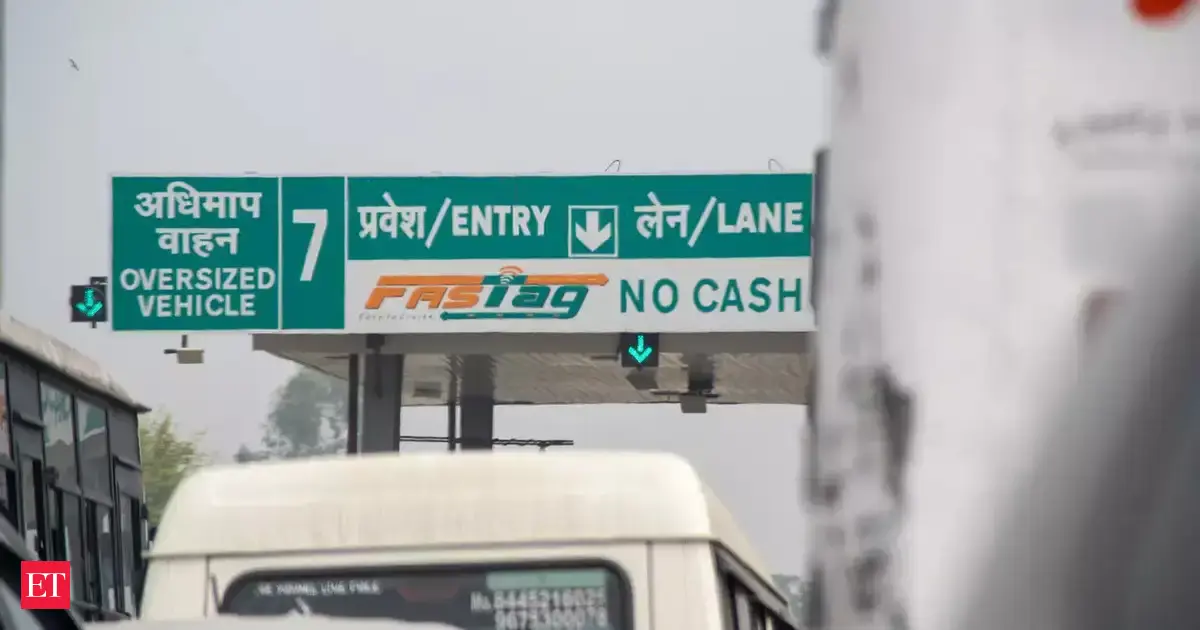 अधिमाप
वाहन
OVERSIZED
VEHICLE
7
प्रवेश/ENTRY
लेन/LANE
FASTag
NO CASH
ET